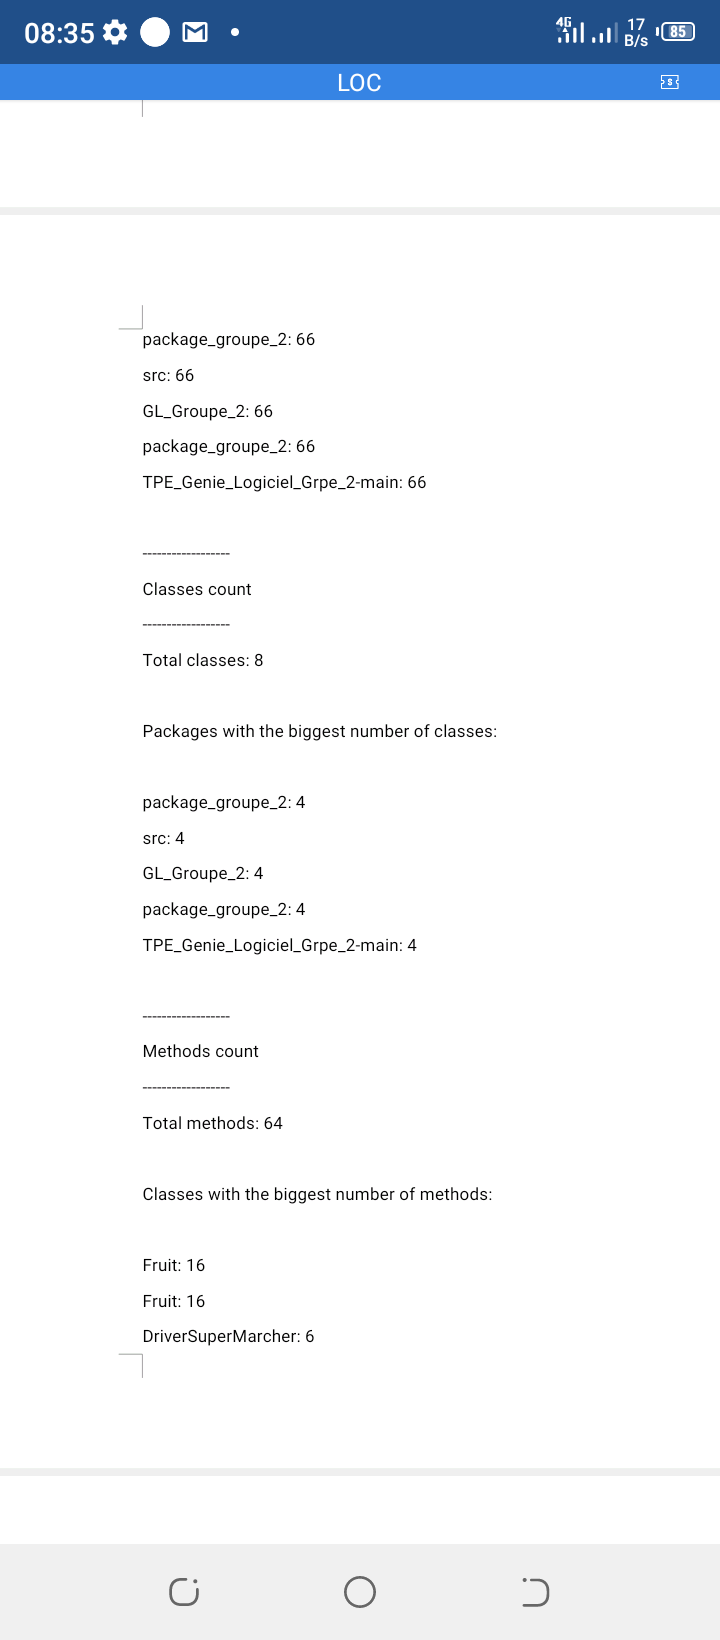 08:35
4G
17
B/s
85
LOC
package_groupe_2: 66
src: 66
GL_Groupe_2: 66
package_groupe_2: 66
TPE_Genie_Logiciel_Grpe_2-main: 66
------------------
Classes count
------------------
Total classes: 8
Packages with the biggest number of classes:
package_groupe_2: 4
src: 4
GL_Groupe_2: 4
package_groupe_2: 4
TPE_Genie_Logiciel_Grpe_2-main: 4
------------------
Methods count
------------------
Total methods: 64
Classes with the biggest number of methods:
Fruit: 16
Fruit: 16
DriverSuperMarcher: 6